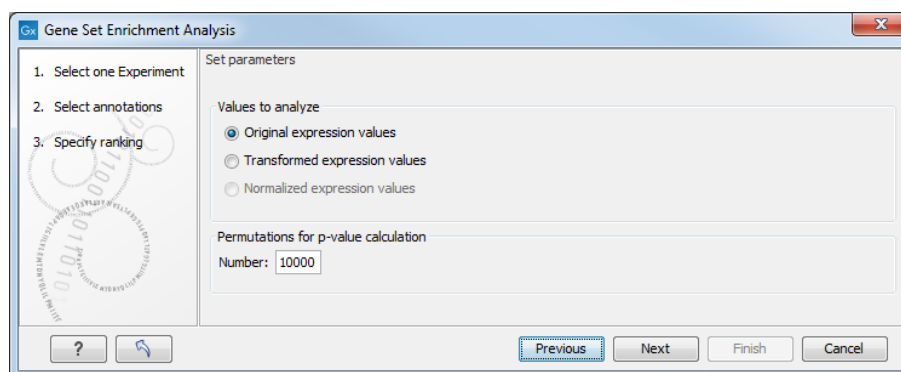 Gx Gene Set Enrichment Analysis
1. Select one Experiment
2. Select annotations
3. Specify ranking
Set parameters
Values to analyze
Original expression values
Transformed expression values
Normalized expression values
Permutations for p-value calculation
Number: 10000
? Previous Next Finish Cancel